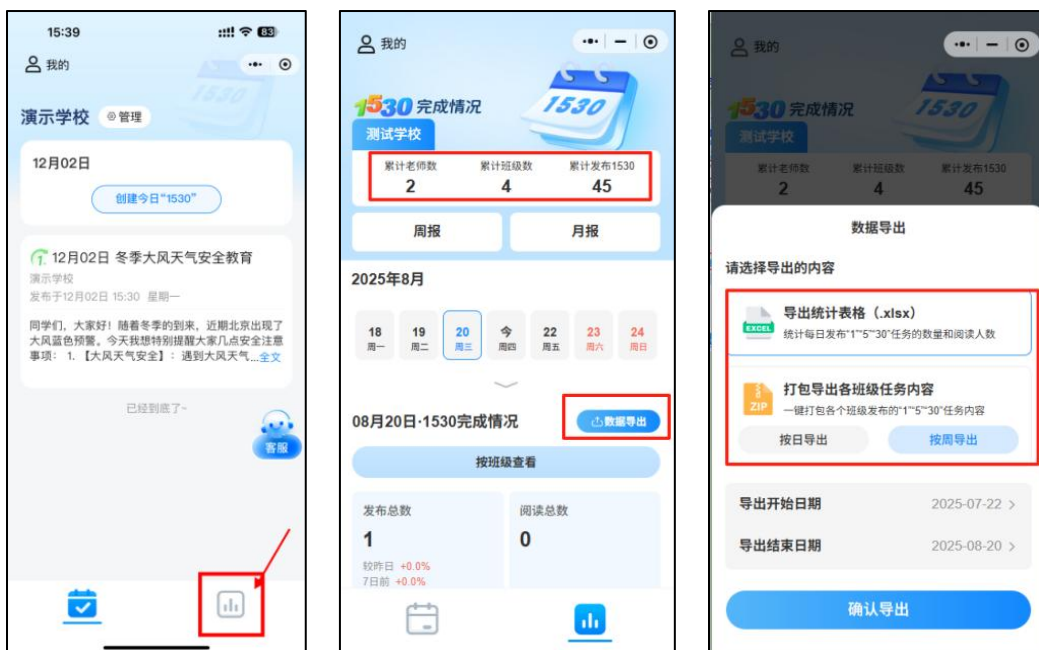 15:39
83
我的
1530
演示学校
管理
12月02日
创建今日"1530"
12月02日 冬季大风天气安全教育
演示学校
发布于12月02日 15:30 星期一
同学们，大家好！随着冬季的到来，近期北京出现了
大风蓝色预警。今天我想特别提醒大家几点安全注意
事项： 1. 【大风天气安全】：遇到大风天气...全文
已经到底了~
客服
我的
1530 完成情况
1530
测试学校
累计老师数 累计班级数 累计发布1530
2 4 45
周报 月报
2025年8月
18 19 20 今 22 23 24
周一 周二 周三 周四 周五 周六 周日
08月20日·1530完成情况
数据导出
按班级查看
发布总数 阅读总数
1 0
较昨日 +0.0%
7日前 +0.0%
我的
1530 完成情况
1530
测试学校
累计老师数 累计班级数 累计发布1530
2 4 45
数据导出
请选择导出的内容
EXCEL
导出统计表格（.xlsx）
统计每日发布"1""5""30"任务的数量和阅读人数
ZIP
打包导出各班级任务内容
一键打包各个班级发布的"1""5""30"任务内容
按日导出 按周导出
导出开始日期 2025-07-22
导出结束日期 2025-08-20
确认导出